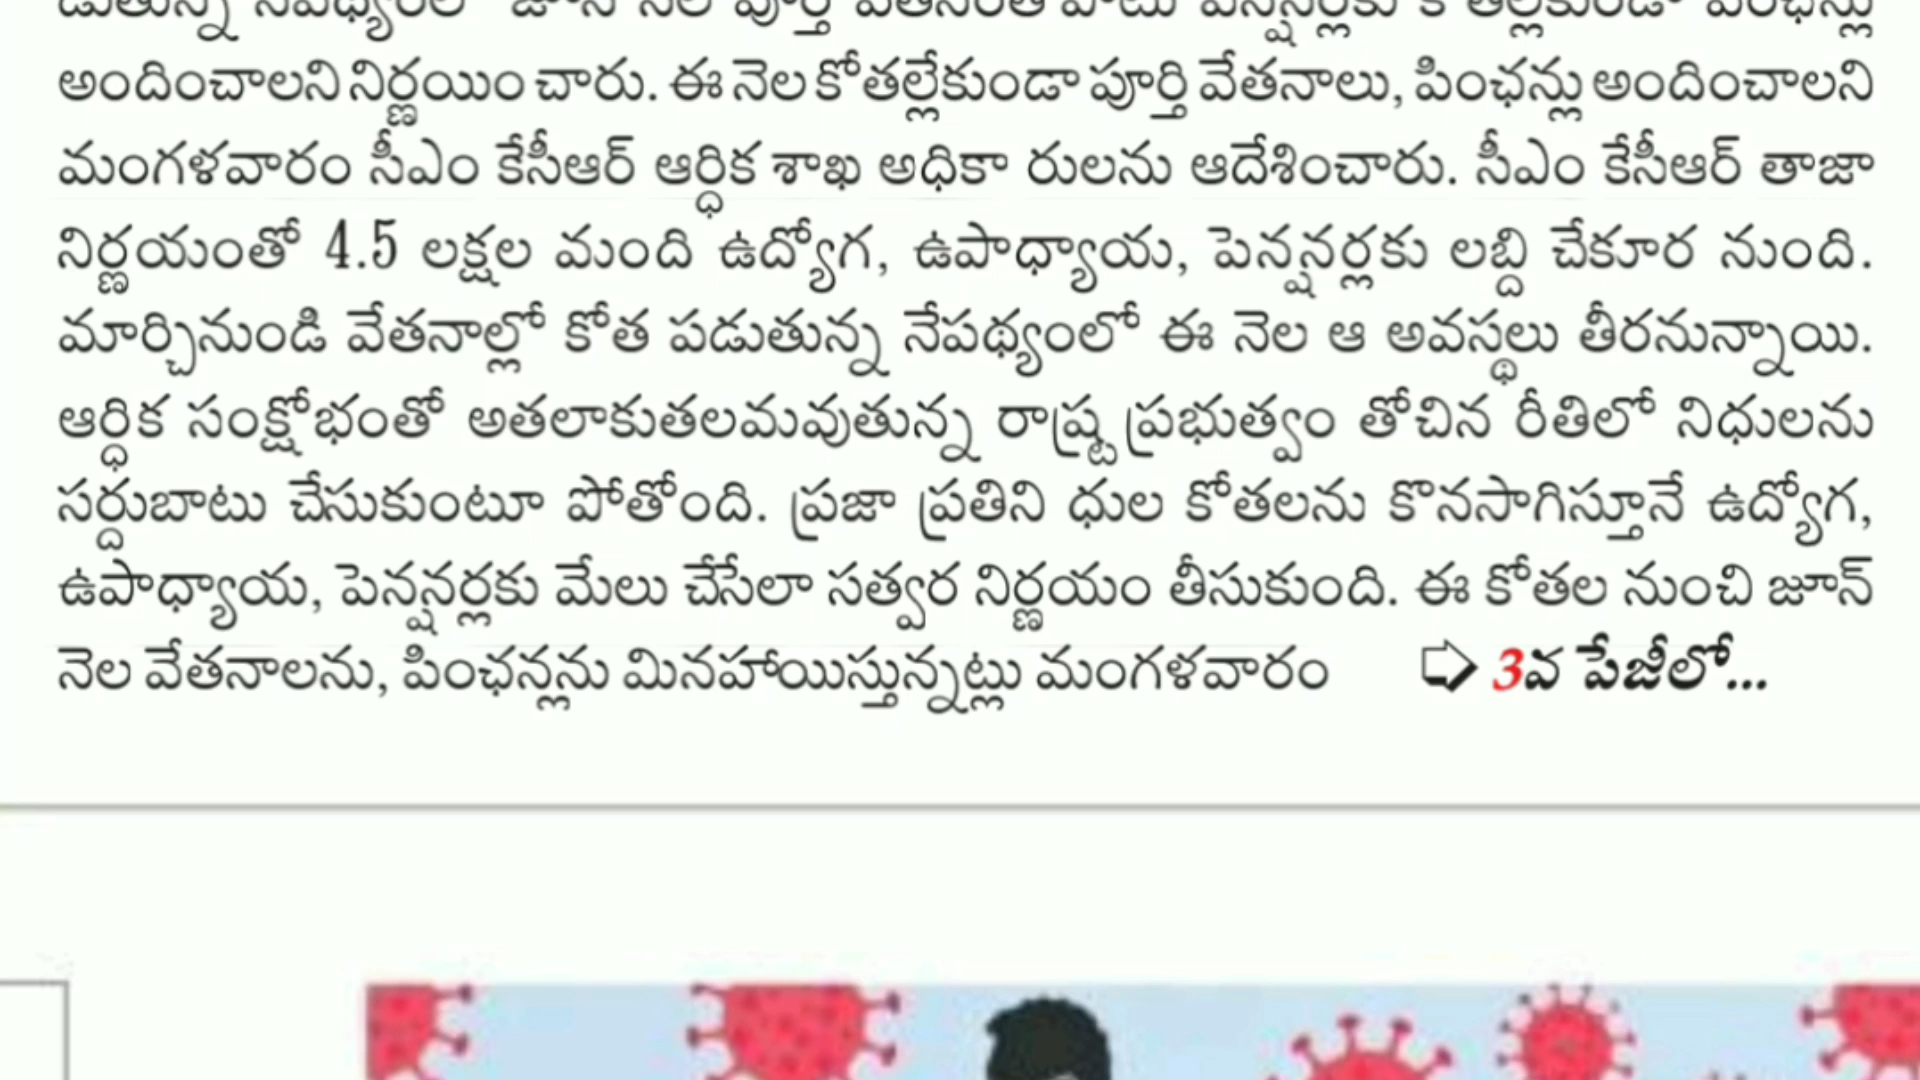 అందించాలని నిర్ణయిం చారు. ఈ నెల కోతల్లేకుండా పూర్తి వేతనాలు, పింఛన్లు అందించాలని
మంగళవారం సీఎం కేసీఆర్ ఆర్ధిక శాఖ అధికా రులను ఆదేశించారు. సీఎం కేసీఆర్ తాజా
నిర్ణయంతో 4.5 లక్షల మంది ఉద్యోగ, ఉపాధ్యాయ, పెన్షనర్లకు లబ్ది చేకూర నుంది.
మార్చినుండి వేతనాల్లో కోత పడుతున్న నేపథ్యంలో ఈ నెల ఆ అవస్థలు తీరనున్నాయి.
ఆర్ధిక సంక్షోభంతో అతలాకుతలమవుతున్న రాష్ట్ర ప్రభుత్వం తోచిన రీతిలో నిధులను
సర్దుబాటు చేసుకుంటూ పోతోంది. ప్రజా ప్రతిని ధుల కోతలను కొనసాగిస్తూనే ఉద్యోగ,
ఉపాధ్యాయ, పెన్షనర్లకు మేలు చేసేలా సత్వర నిర్ణయం తీసుకుంది. ఈ కోతల నుంచి జూన్
నెల వేతనాలను, పింఛన్లను మినహాయిస్తున్నట్లు మంగళవారం 3వ పేజీలో...